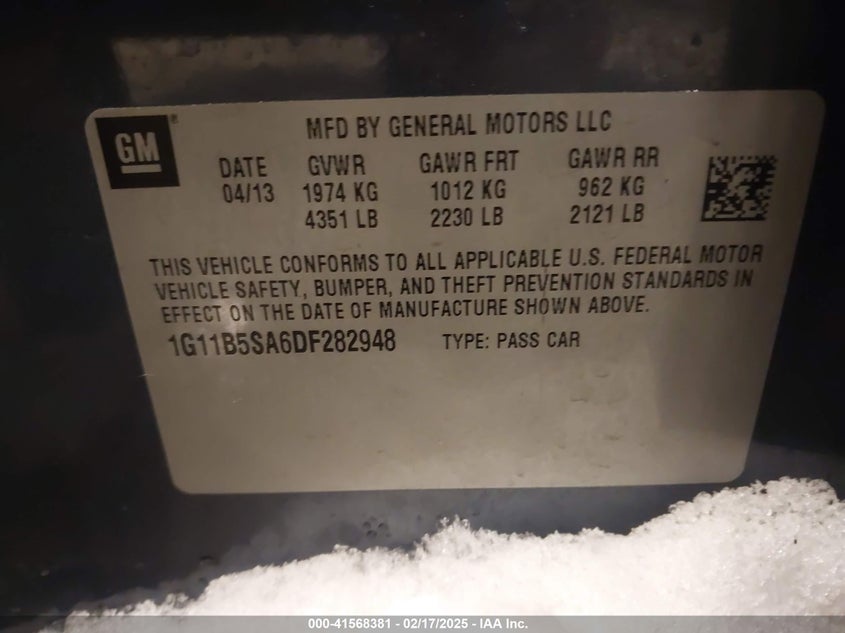 GM®
MFD BY GENERAL MOTORS LLC
DATE GVWR GAWR FRT GAWR RR
04/13 1974 KG 1012 KG 962 KG
4351 LB 2230 LB 2121 LB
THIS VEHICLE CONFORMS TO ALL APPLICABLE U.S. FEDERAL MOTOR
VEHICLE SAFETY, BUMPER, AND THEFT PREVENTION STANDARDS IN
EFFECT ON THE DATE OF MANUFACTURE SHOWN ABOVE.
1G11B5SA6DF282948 TYPE: PASS CAR
000-41568381 - 02/17/2025 - IAA Inc.